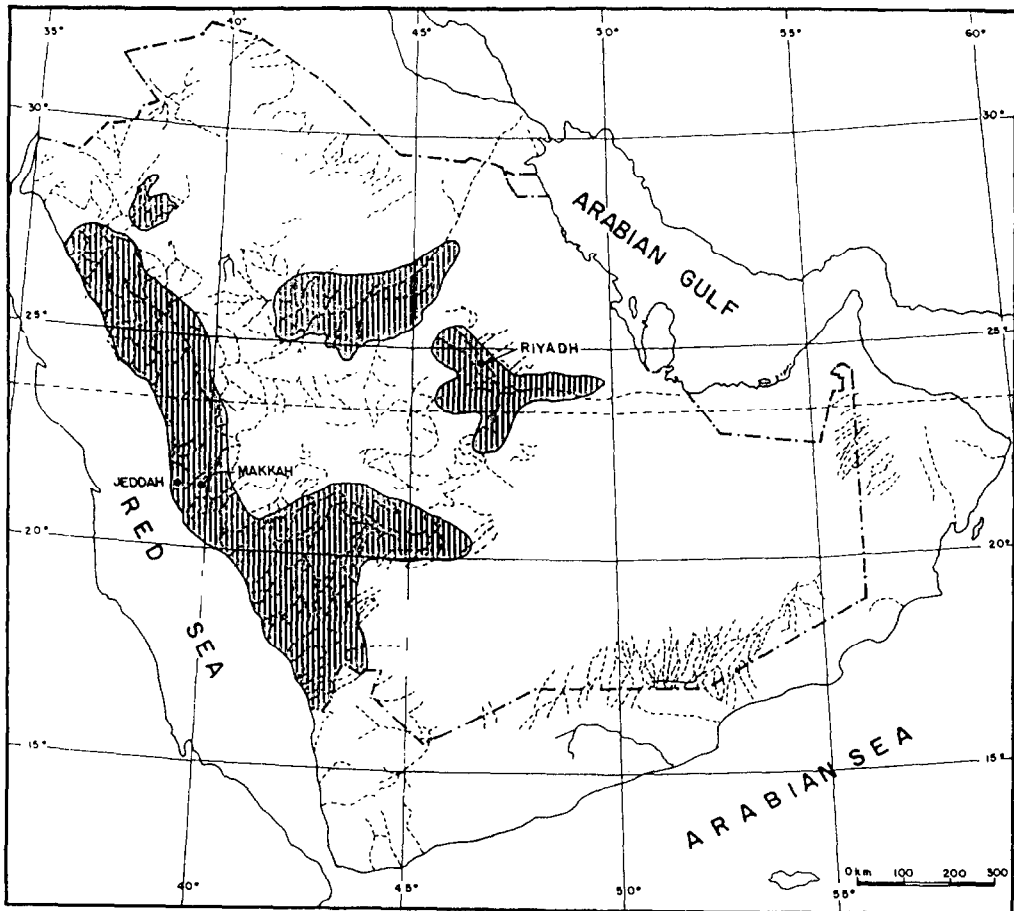 35° 40° 45° 50° 55° 60°
30° 30°
ARABIAN GULF
25° 25°
RIYADH
MAKKAH
JEDDAH
RED SEA
20° 20°
15° 15°
ARABIAN SEA
0 km 100 200 300
40° 45° 50° 55°